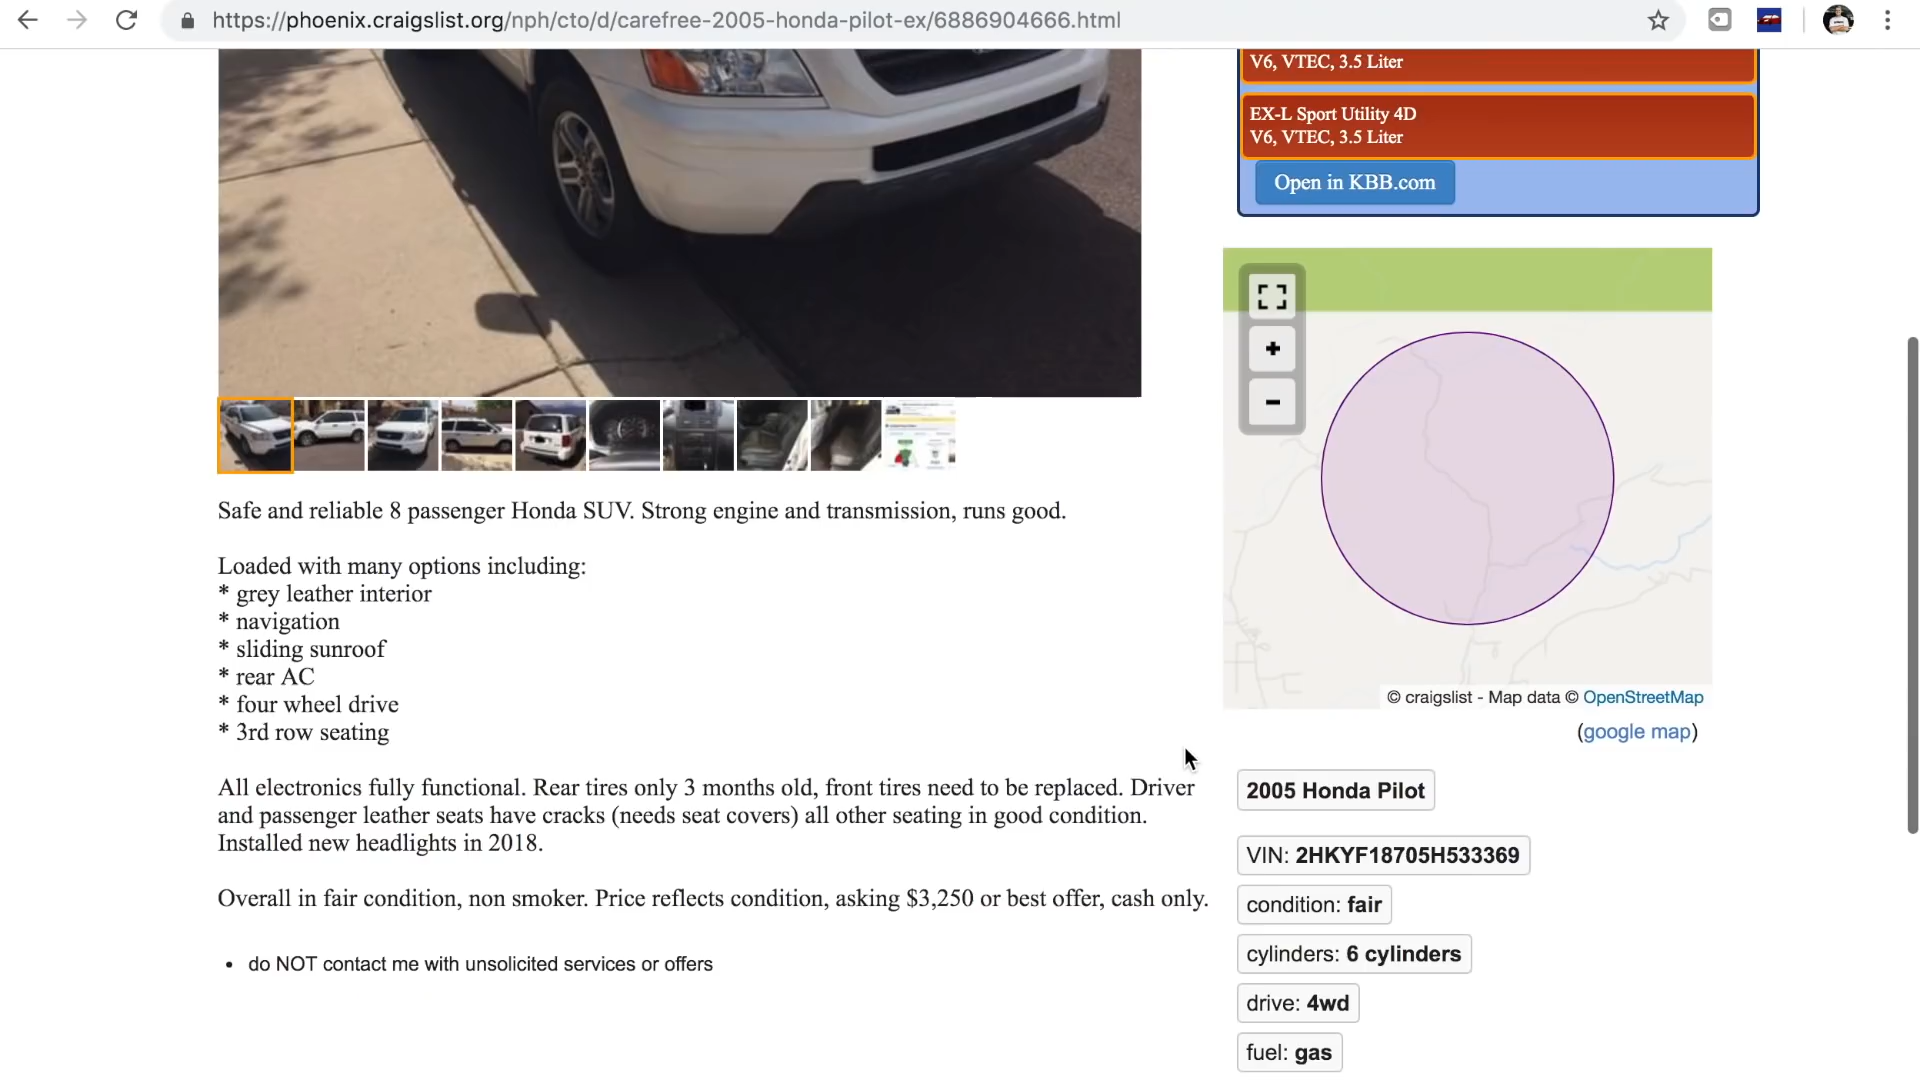 https://phoenix.craigslist.org/nph/cto/d/carefree-2005-honda-pilot-ex/6886904666.html
V6, VTEC, 3.5 Liter
EX-L Sport Utility 4D
V6, VTEC, 3.5 Liter
Open in KBB.com
+
−
© craigslist - Map data © OpenStreetMap
(google map)
Safe and reliable 8 passenger Honda SUV. Strong engine and transmission, runs good.
Loaded with many options including:
* grey leather interior
* navigation
* sliding sunroof
* rear AC
* four wheel drive
* 3rd row seating
All electronics fully functional. Rear tires only 3 months old, front tires need to be replaced. Driver
and passenger leather seats have cracks (needs seat covers) all other seating in good condition.
Installed new headlights in 2018.
Overall in fair condition, non smoker. Price reflects condition, asking $3,250 or best offer, cash only.
• do NOT contact me with unsolicited services or offers
2005 Honda Pilot
VIN: 2HKYF18705H533369
condition: fair
cylinders: 6 cylinders
drive: 4wd
fuel: gas